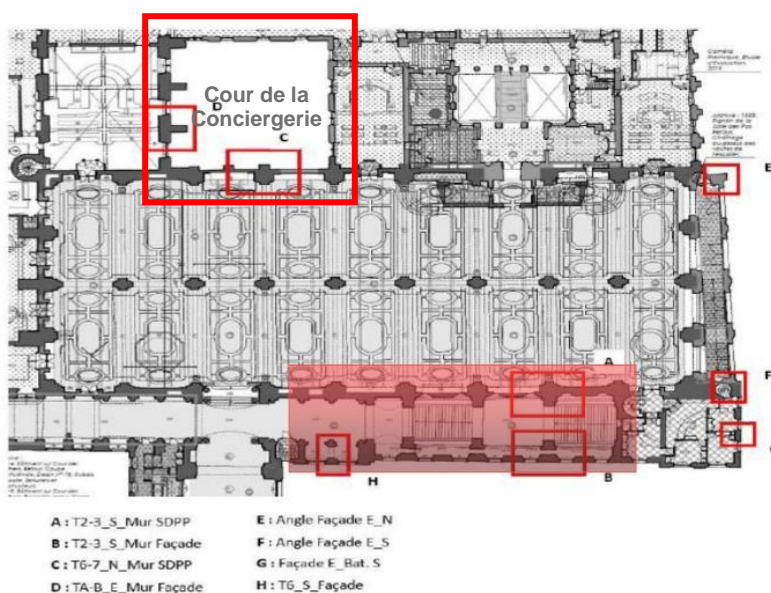 Cour de la
Conciergerie
D
C
E
A
F
B
H
A : T2-3_S_Mur SDPP
B : T2-3_S_Mur Façade
C : T6-7_N_Mur SDPP
D : TA-B_E_Mur Façade
E : Angle Façade E_N
F : Angle Façade E_S
G : Façade E_Bat. S
H : T6_S_Façade